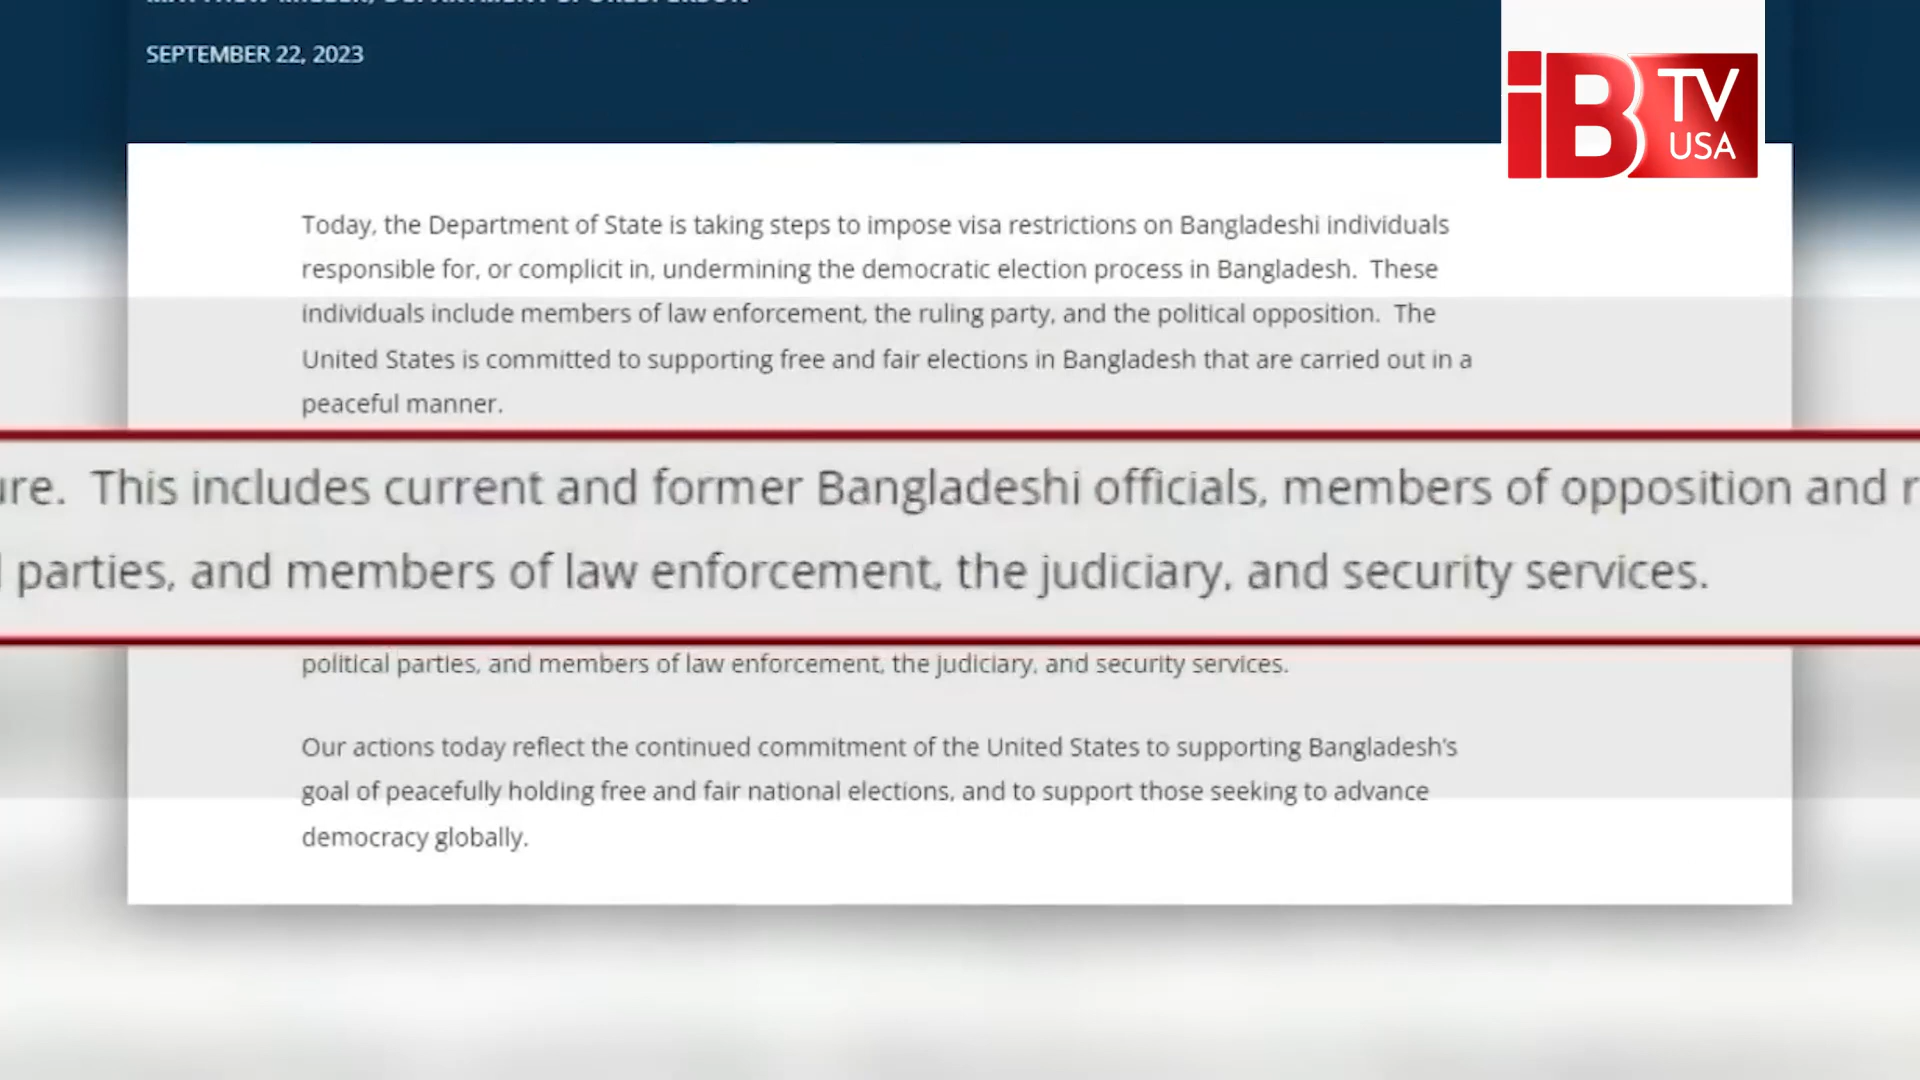 MATTHEW MILLER, DEPARTMENT SPOKESPERSON
SEPTEMBER 22, 2023
iB TV USA
Today, the Department of State is taking steps to impose visa restrictions on Bangladeshi individuals
responsible for, or complicit in, undermining the democratic election process in Bangladesh.  These
individuals include members of law enforcement, the ruling party, and the political opposition.  The
United States is committed to supporting free and fair elections in Bangladesh that are carried out in a
peaceful manner.
This includes current and former Bangladeshi officials, members of opposition and
parties, and members of law enforcement, the judiciary, and security services.
political parties, and members of law enforcement, the judiciary, and security services.
Our actions today reflect the continued commitment of the United States to supporting Bangladesh's
goal of peacefully holding free and fair national elections, and to support those seeking to advance
democracy globally.